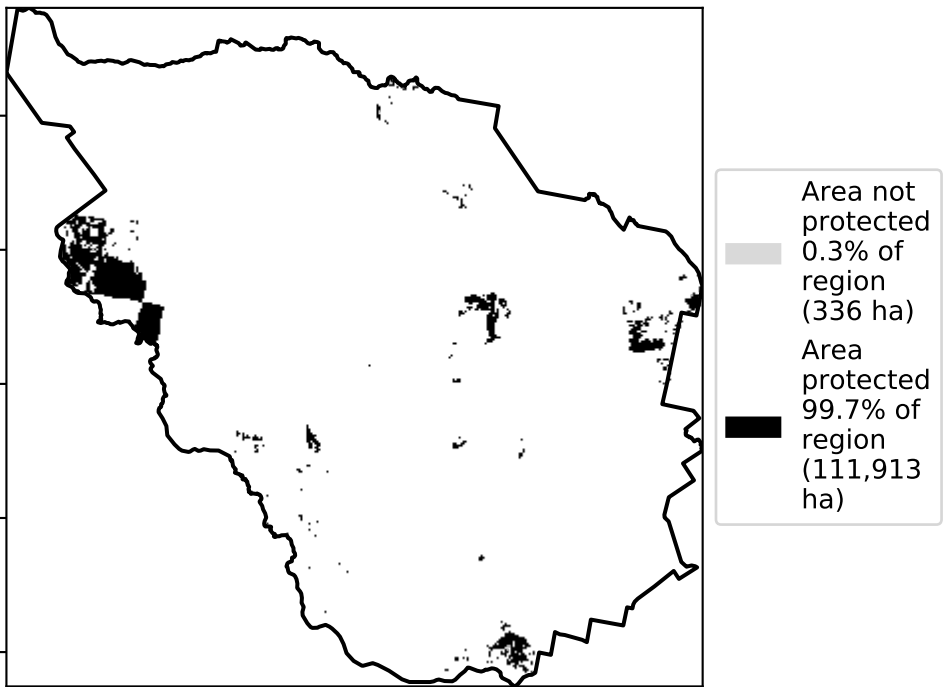 Area not
protected
0.3% of
region
(336 ha)
Area
protected
99.7% of
region
(111,913
ha)